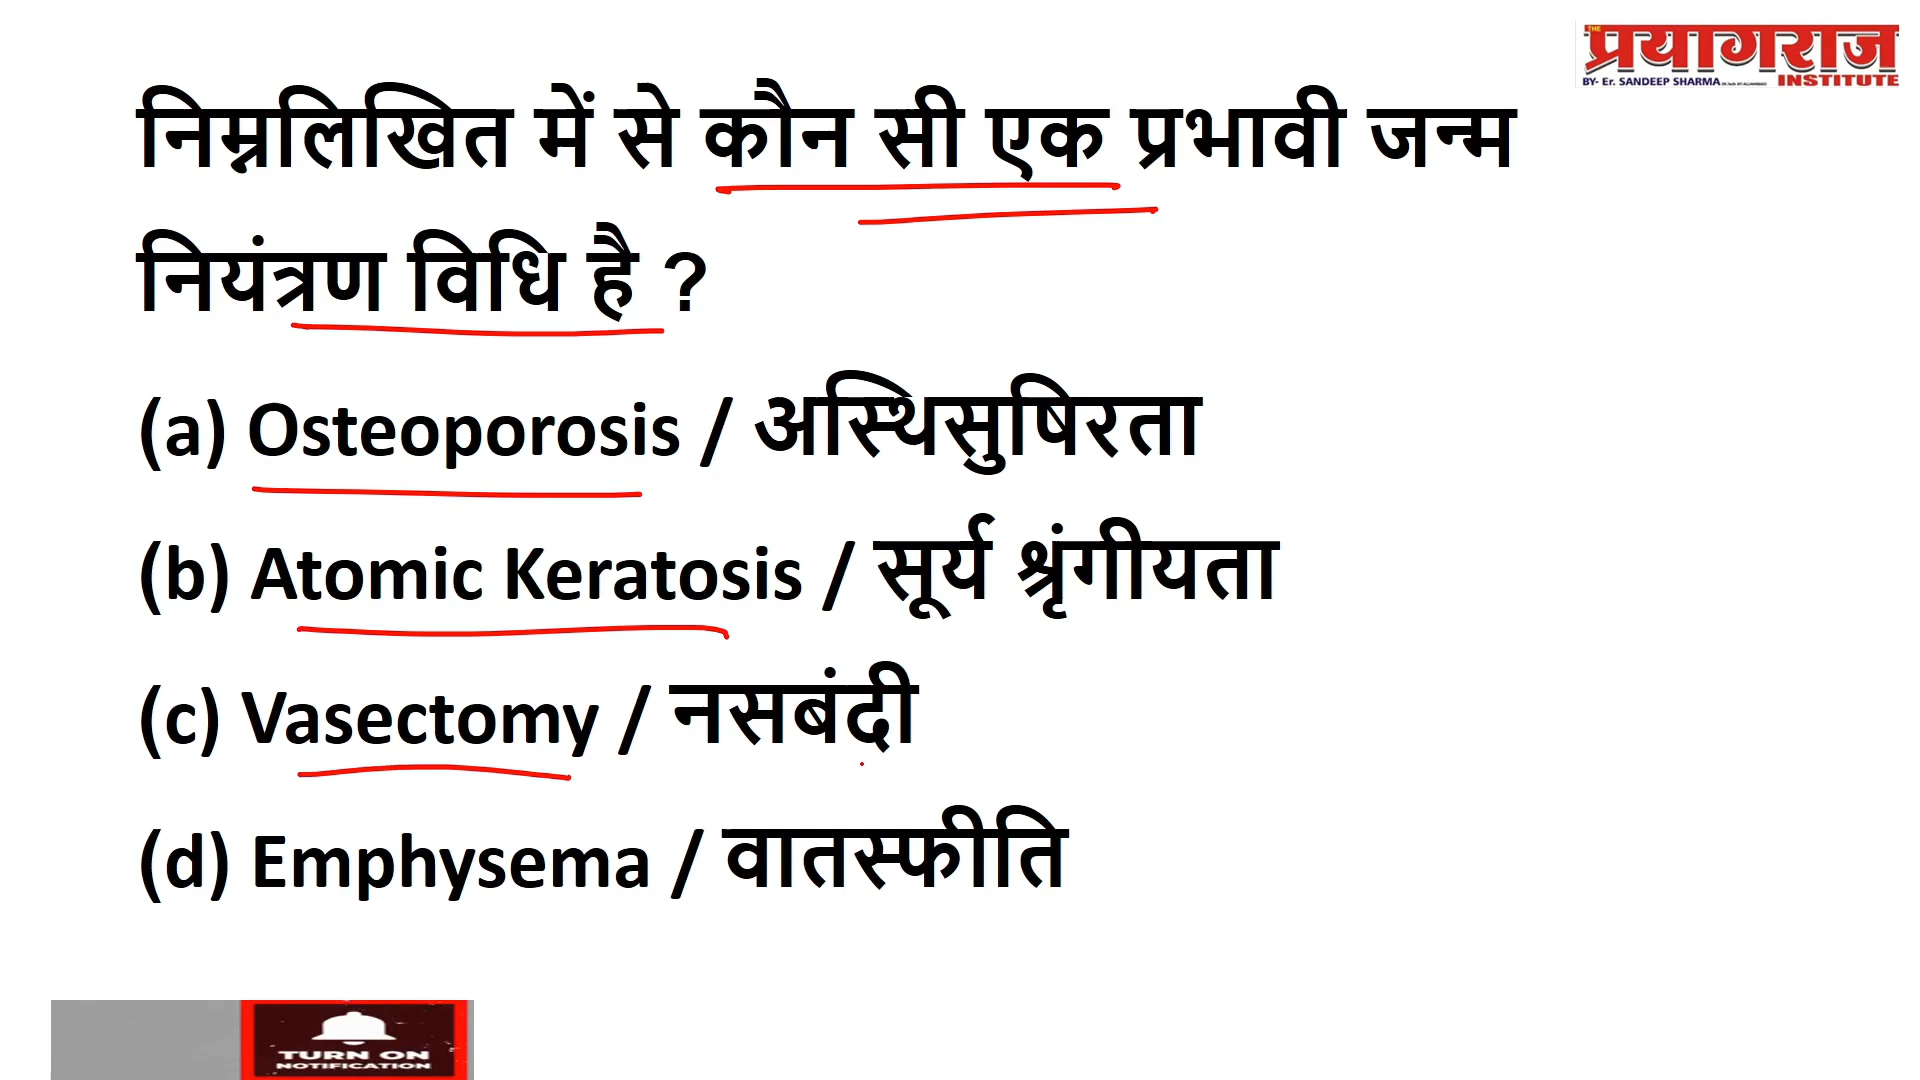 THE
प्रयागराज
BY- Er. SANDEEP SHARMA
INSTITUTE
निम्नलिखित में से कौन सी एक प्रभावी जन्म
नियंत्रण विधि है ?
(a) Osteoporosis / अस्थिसुषिरता
(b) Atomic Keratosis / सूर्य श्रृंगीयता
(c) Vasectomy / नसबंदी
(d) Emphysema / वातस्फीति
TURN ON
NOTIFICATION